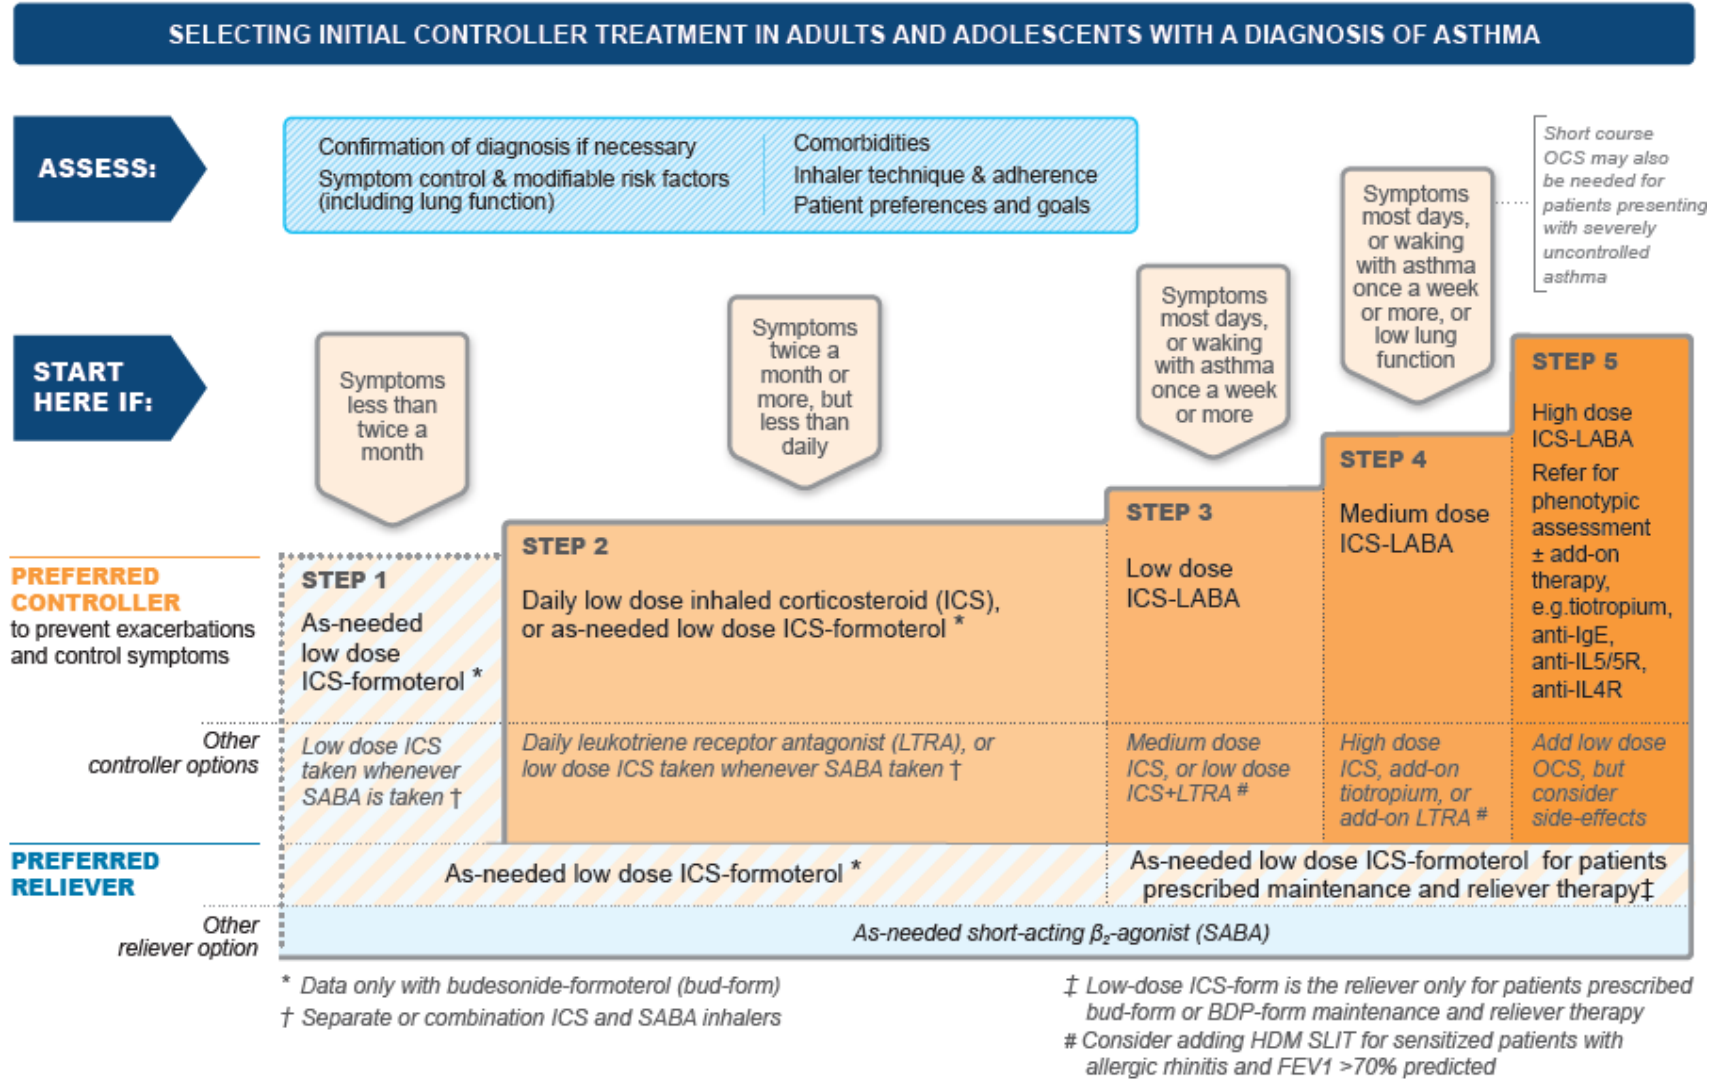 SELECTING INITIAL CONTROLLER TREATMENT IN ADULTS AND ADOLESCENTS WITH A DIAGNOSIS OF ASTHMA
ASSESS:
Confirmation of diagnosis if necessary
Symptom control & modifiable risk factors
(including lung function)
Comorbidities
Inhaler technique & adherence
Patient preferences and goals
Short course
OCS may also
be needed for
patients presenting
with severely
uncontrolled
asthma
START
HERE IF:
Symptoms
less than
twice a
month
Symptoms
twice a
month or
more, but
less than
daily
Symptoms
most days,
or waking
with asthma
once a week
or more
Symptoms
most days,
or waking
with asthma
once a week
or more, or
low lung
function
PREFERRED
CONTROLLER
to prevent exacerbations
and control symptoms
STEP 1
As-needed
low dose
ICS-formoterol *
STEP 2
Daily low dose inhaled corticosteroid (ICS),
or as-needed low dose ICS-formoterol *
STEP 3
Low dose
ICS-LABA
STEP 4
Medium dose
ICS-LABA
STEP 5
High dose
ICS-LABA
Refer for
phenotypic
assessment
± add-on
therapy,
e.g.tiotropium,
anti-IgE,
anti-IL5/5R,
anti-IL4R
Other
controller options
Low dose ICS
taken whenever
SABA is taken †
Daily leukotriene receptor antagonist (LTRA), or
low dose ICS taken whenever SABA taken †
Medium dose
ICS, or low dose
ICS+LTRA #
High dose
ICS, add-on
tiotropium, or
add-on LTRA #
Add low dose
OCS, but
consider
side-effects
PREFERRED
RELIEVER
As-needed low dose ICS-formoterol *
As-needed low dose ICS-formoterol for patients
prescribed maintenance and reliever therapy‡
Other
reliever option
As-needed short-acting β₂-agonist (SABA)
* Data only with budesonide-formoterol (bud-form)
† Separate or combination ICS and SABA inhalers
‡ Low-dose ICS-form is the reliever only for patients prescribed
bud-form or BDP-form maintenance and reliever therapy
# Consider adding HDM SLIT for sensitized patients with
allergic rhinitis and FEV1 >70% predicted